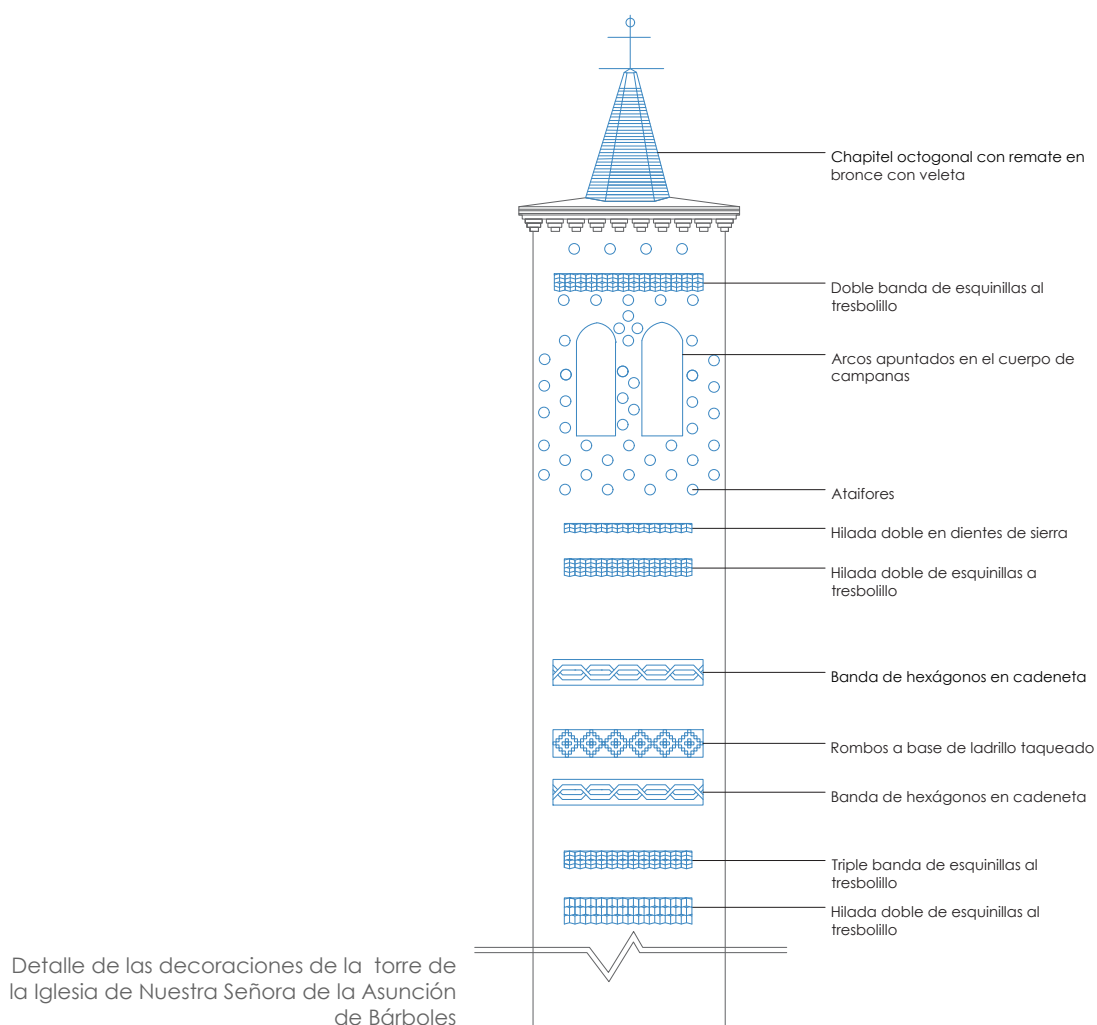 Chapitel octogonal con remate en
bronce con veleta
Doble banda de esquinillas al
tresbolillo
Arcos apuntados en el cuerpo de
campanas
Ataifores
Hilada doble en dientes de sierra
Hilada doble de esquinillas a
tresbolillo
Banda de hexágonos en cadeneta
Rombos a base de ladrillo taqueado
Banda de hexágonos en cadeneta
Triple banda de esquinillas al
tresbolillo
Hilada doble de esquinillas al
tresbolillo
Detalle de las decoraciones de la torre de
la Iglesia de Nuestra Señora de la Asunción
de Bárboles